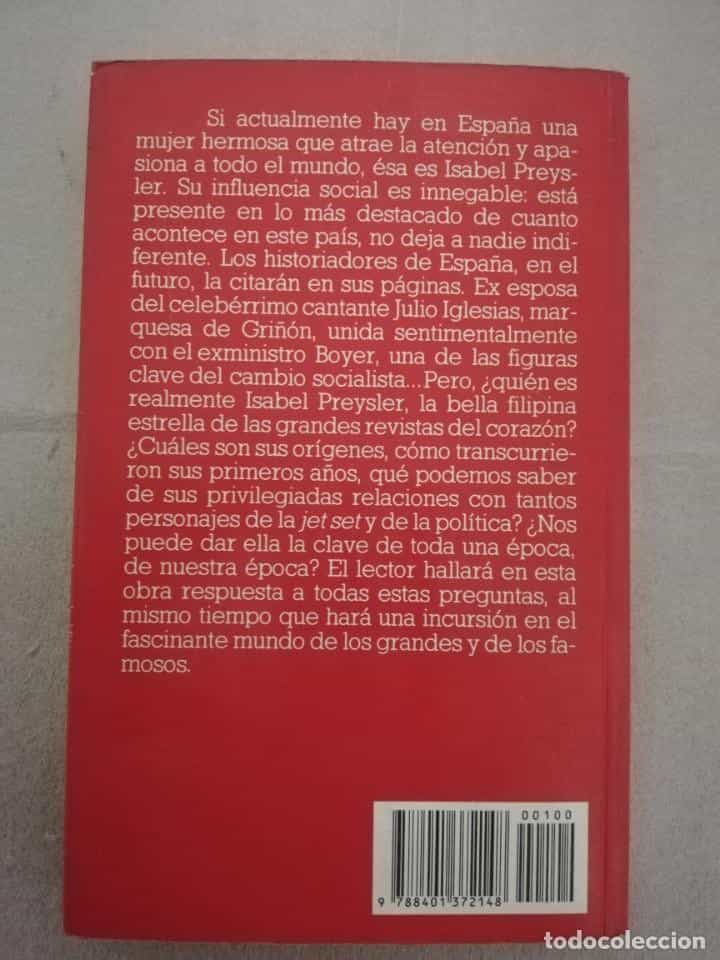 Si actualmente hay en España una
mujer hermosa que atrae la atención y apa-
siona a todo el mundo, ésa es Isabel Preys-
ler. Su influencia social es innegable: está
presente en lo más destacado de cuanto
acontece en este país, no deja a nadie indi-
ferente. Los historiadores de España, en el
futuro, la citarán en sus páginas. Ex esposa
del celebérrimo cantante Julio Iglesias, mar-
quesa de Griñón, unida sentimentalmente
con el exministro Boyer, una de las figuras
clave del cambio socialista... Pero, ¿quién es
realmente Isabel Preysler, la bella filipina
estrella de las grandes revistas del corazón?
¿Cuáles son sus orígenes, cómo transcurrie-
ron sus primeros años, qué podemos saber
de sus privilegiadas relaciones con tantos
personajes de la jet set y de la política? ¿Nos
puede dar ella la clave de toda una época,
de nuestra época? El lector hallará en esta
obra respuesta a todas estas preguntas, al
mismo tiempo que hará una incursión en el
fascinante mundo de los grandes y de los fa-
mosos.
00100
9 788401 372148
todocoleccion